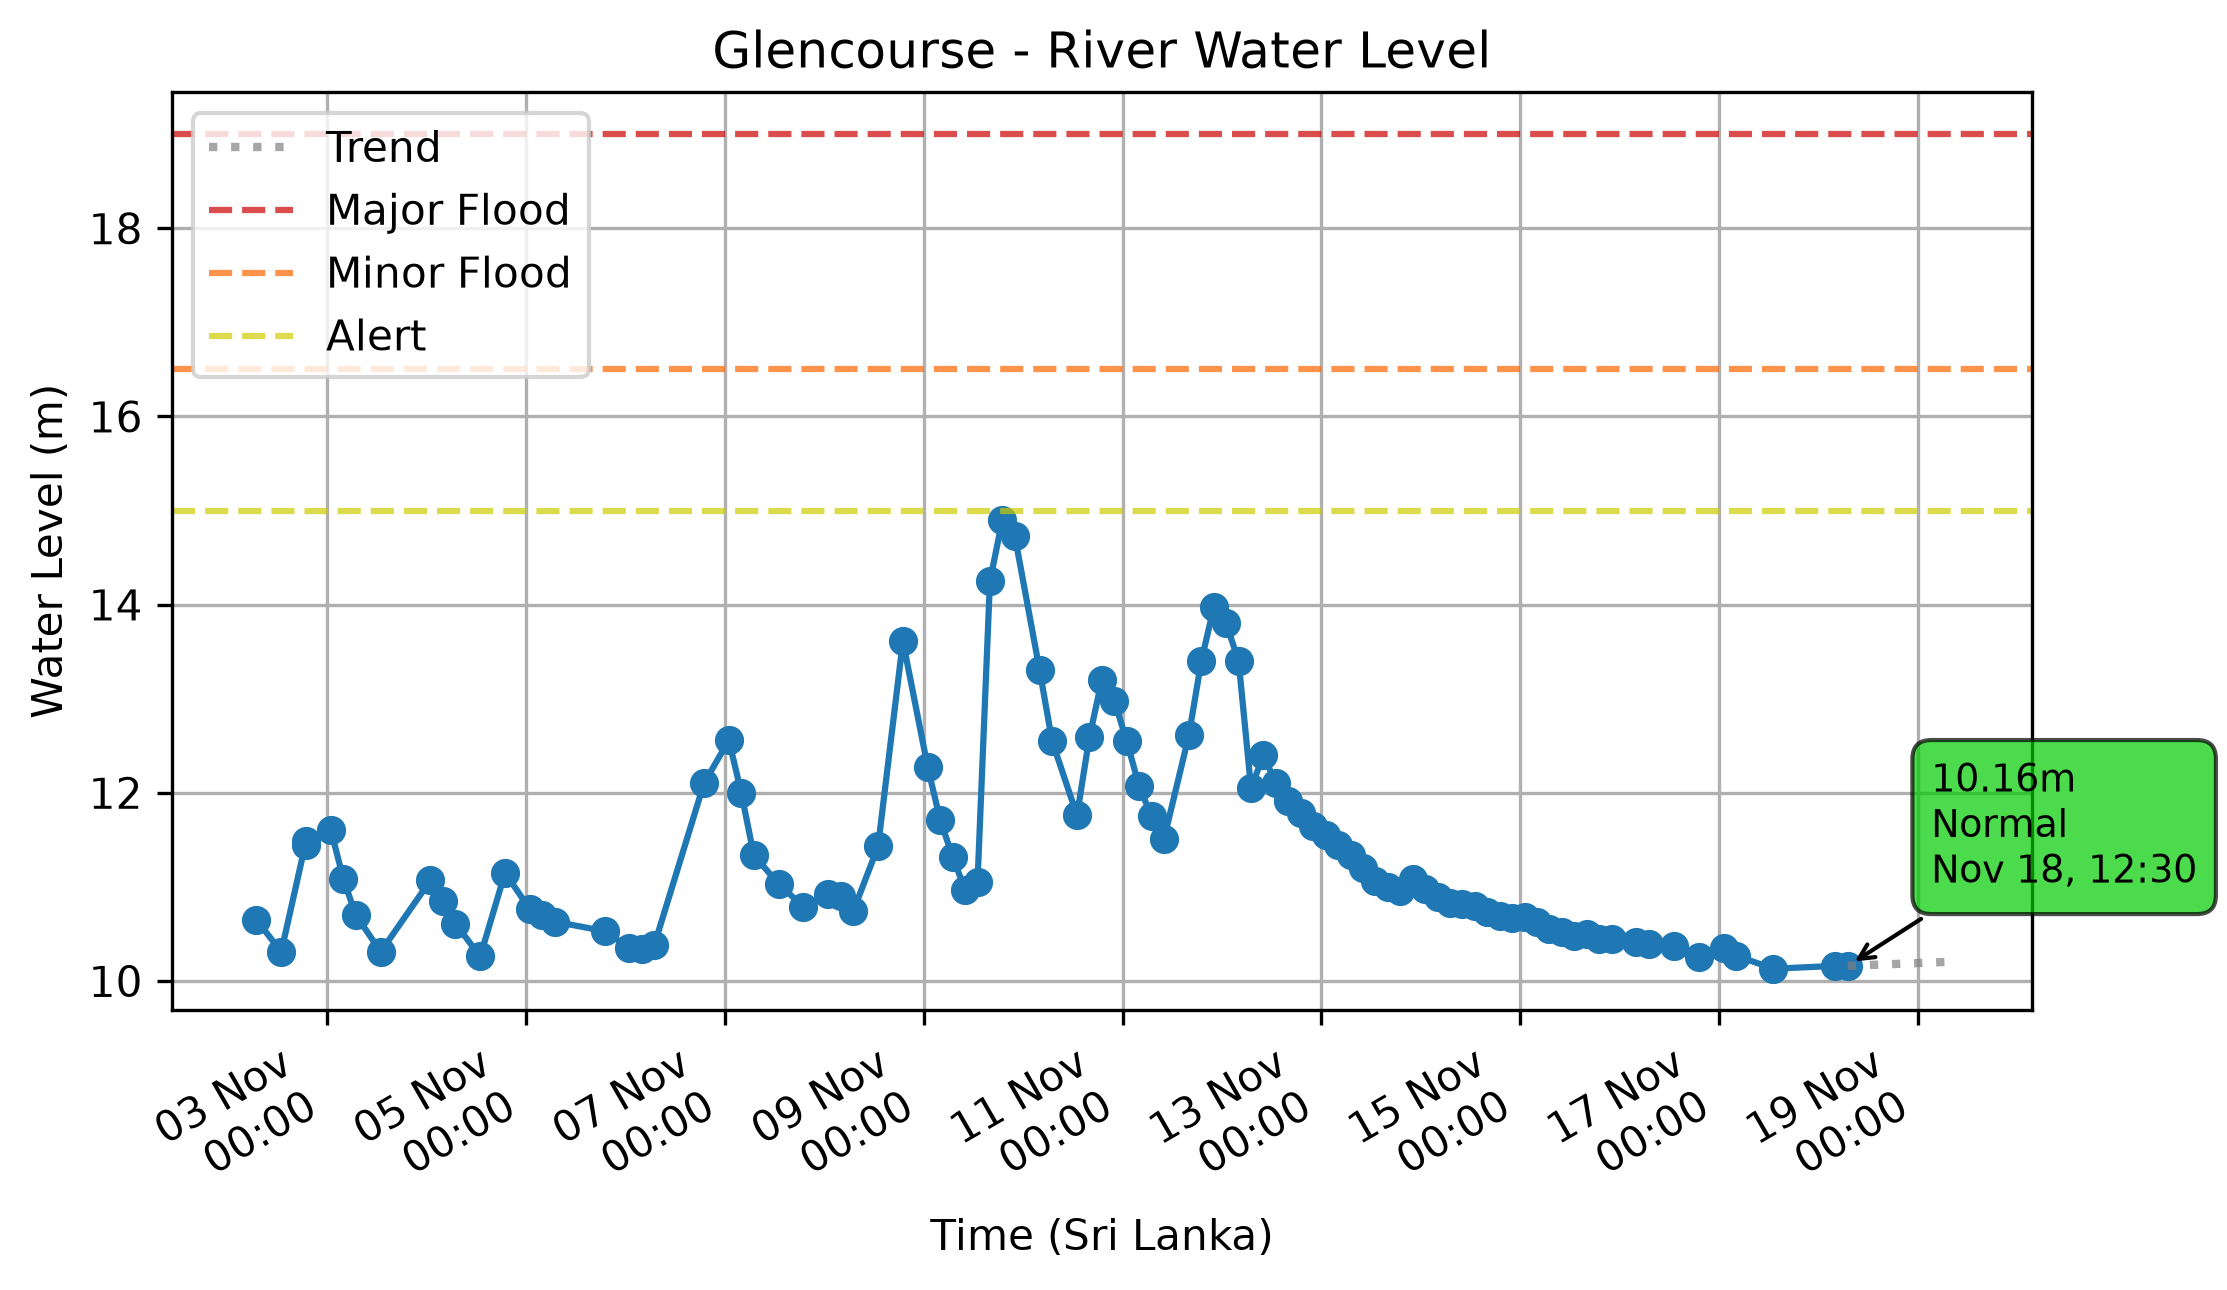 Glencourse - River Water Level
Trend
Major Flood
Minor Flood
Alert
Water Level (m)
18
16
14
12
10
10.16m
Normal
Nov 18, 12:30
03 Nov
00:00
05 Nov
00:00
07 Nov
00:00
09 Nov
00:00
11 Nov
00:00
13 Nov
00:00
15 Nov
00:00
17 Nov
00:00
19 Nov
00:00
Time (Sri Lanka)